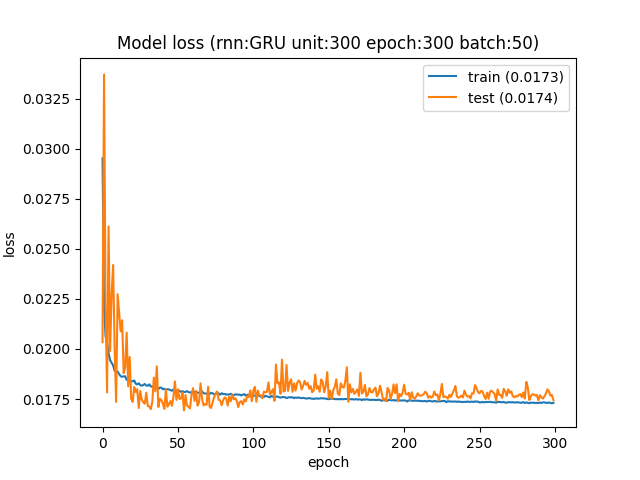 Model loss (rnn:GRU unit:300 epoch:300 batch:50)
train (0.0173)
test (0.0174)
0.0325
0.0300
0.0275
0.0250
0.0225
0.0200
0.0175
loss
0 50 100 150 200 250 300
epoch